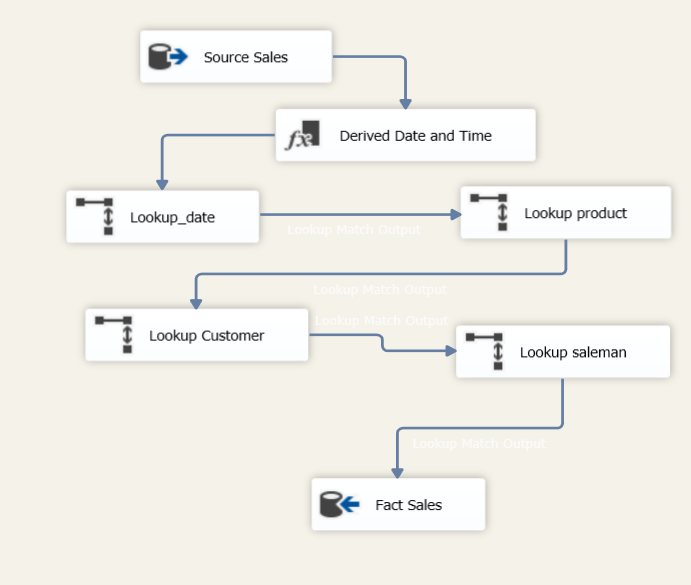 Source Sales
Derived Date and Time
Lookup_date
Lookup Match Output
Lookup product
Lookup Match Output
Lookup Customer
Lookup Match Output
Lookup saleman
Lookup Match Output
Fact Sales